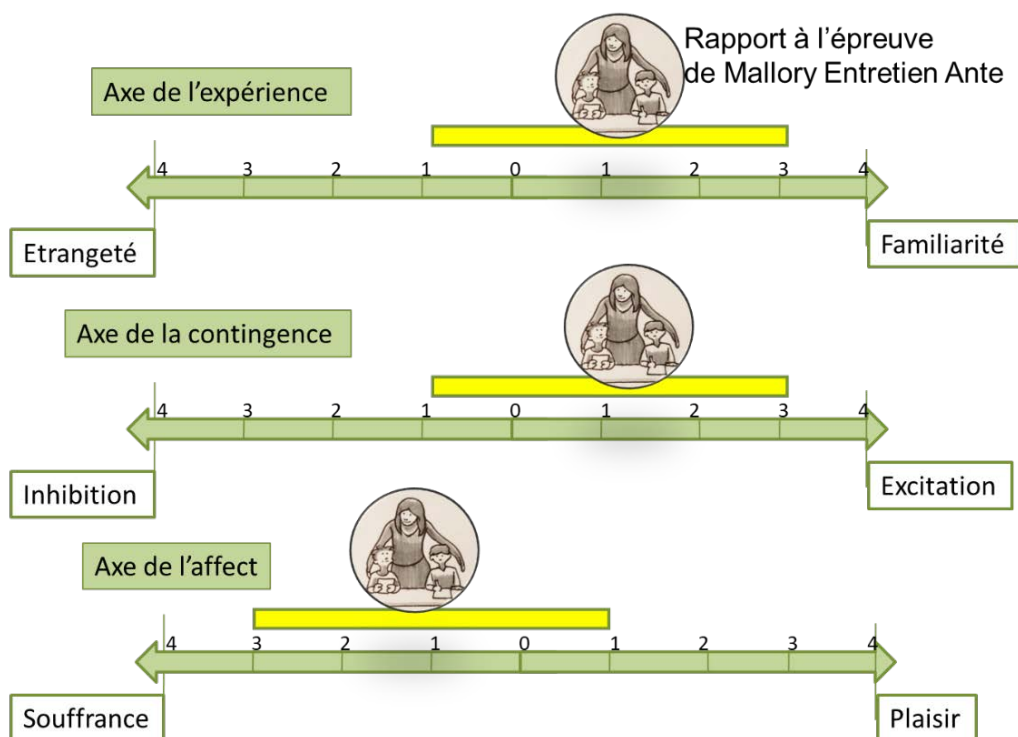 Rapport à l’épreuve
de Mallory Entretien Ante
Axe de l’expérience
4 3 2 1 0 1 2 3 4
Etrangeté
Familiarité
Axe de la contingence
4 3 2 1 0 1 2 3 4
Inhibition
Excitation
Axe de l’affect
4 3 2 1 0 1 2 3 4
Souffrance
Plaisir